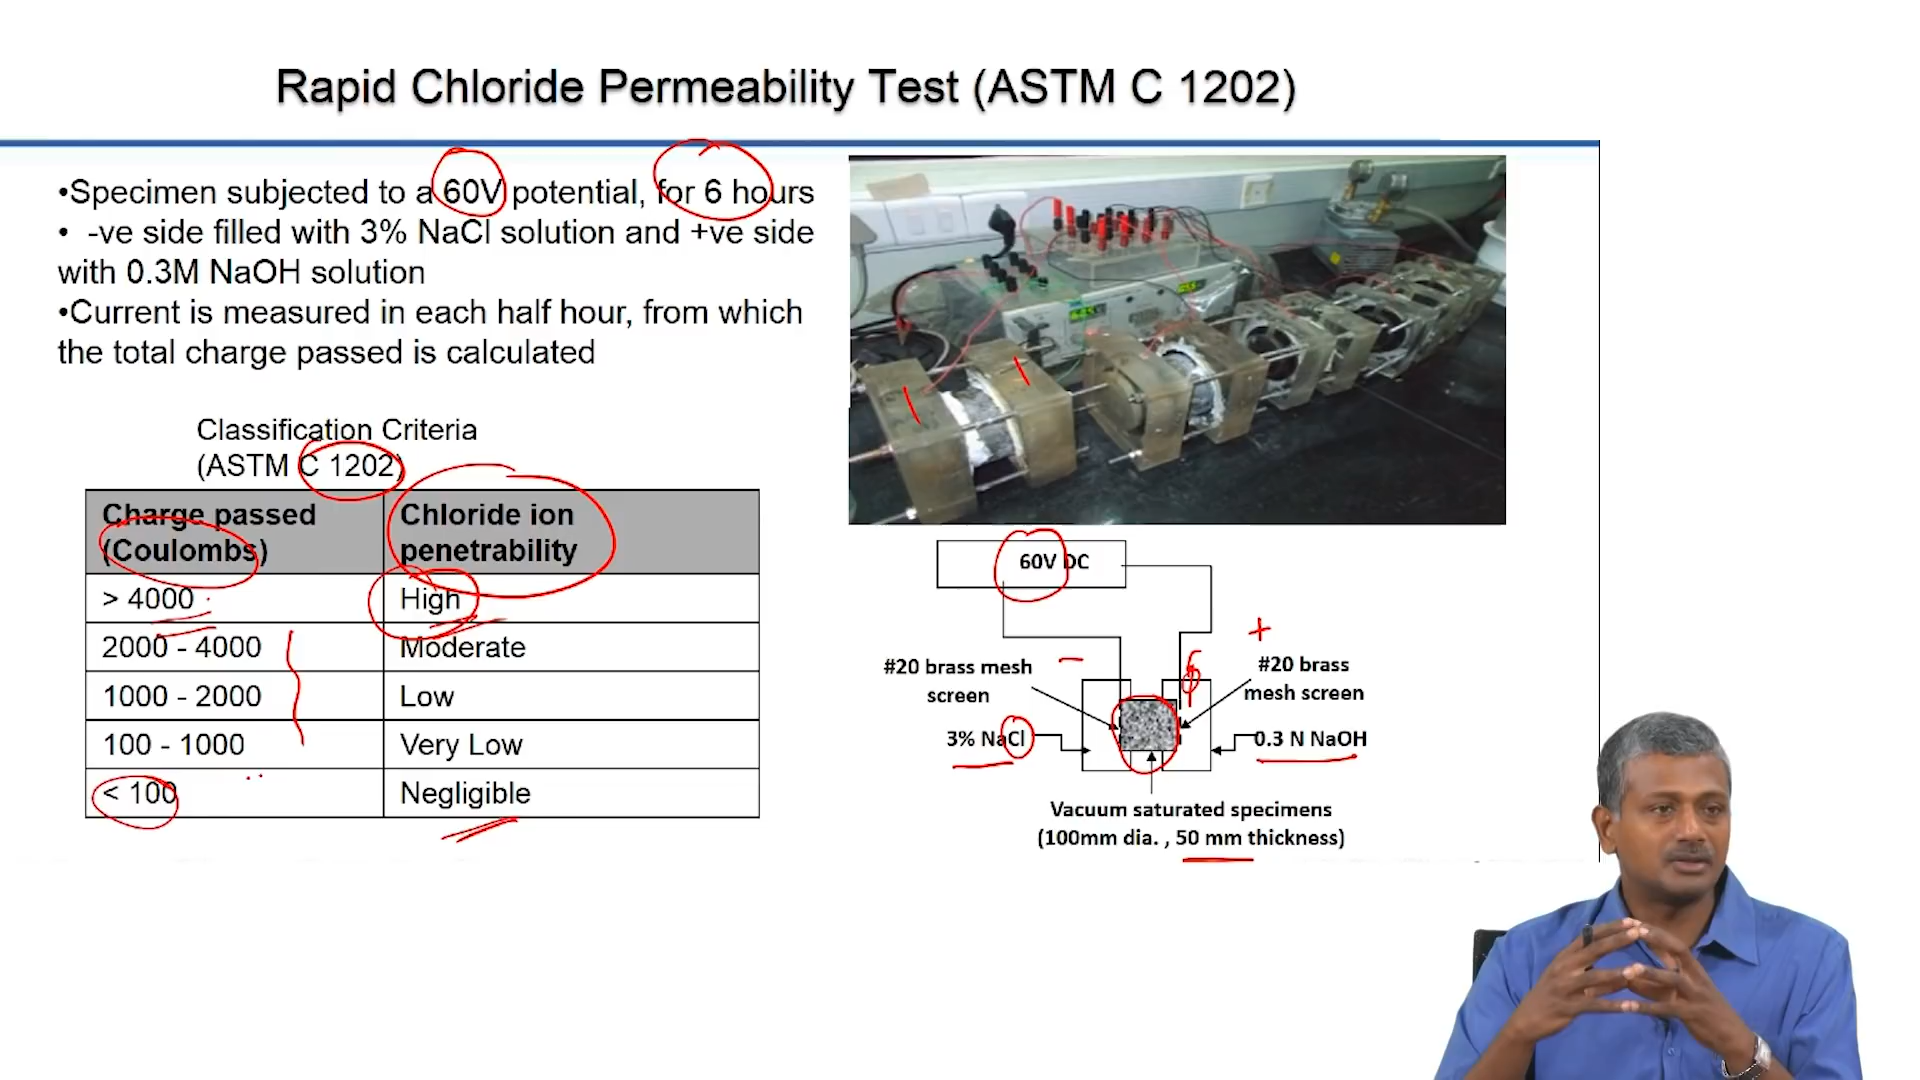 Rapid Chloride Permeability Test (ASTM C 1202)
•Specimen subjected to a 60V potential, for 6 hours
• -ve side filled with 3% NaCl solution and +ve side
with 0.3M NaOH solution
•Current is measured in each half hour, from which
the total charge passed is calculated
Classification Criteria
(ASTM C 1202)
Charge passed
(Coulombs)
Chloride ion
penetrability
> 4000
High
2000 - 4000
Moderate
1000 - 2000
Low
100 - 1000
Very Low
< 100
Negligible
60V DC
+
−
#20 brass mesh
screen
#20 brass
mesh screen
3% NaCl
0.3 N NaOH
Vacuum saturated specimens
(100mm dia. , 50 mm thickness)